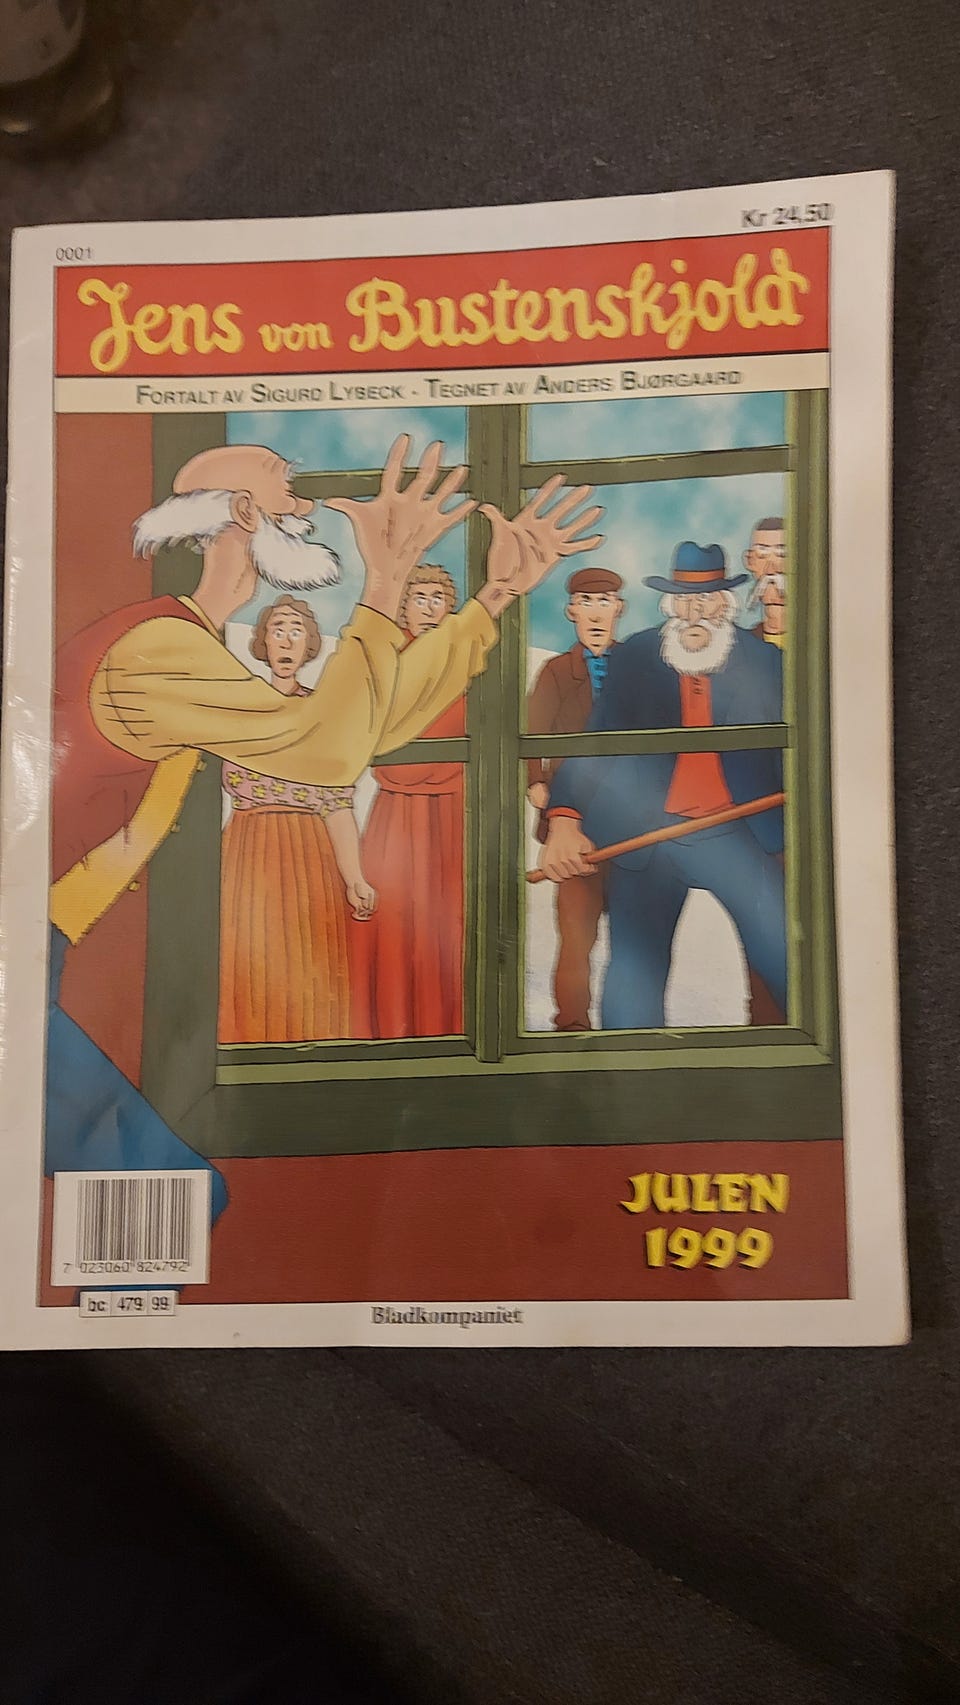 0001
Kr 24,50
Jens von Bustenskjold
FORTALT AV SIGURD LYBECK - TEGNET AV ANDERS BJØRGAARD
JULEN
1999
7 023060 824792
bc 479 99
Bladkompaniet